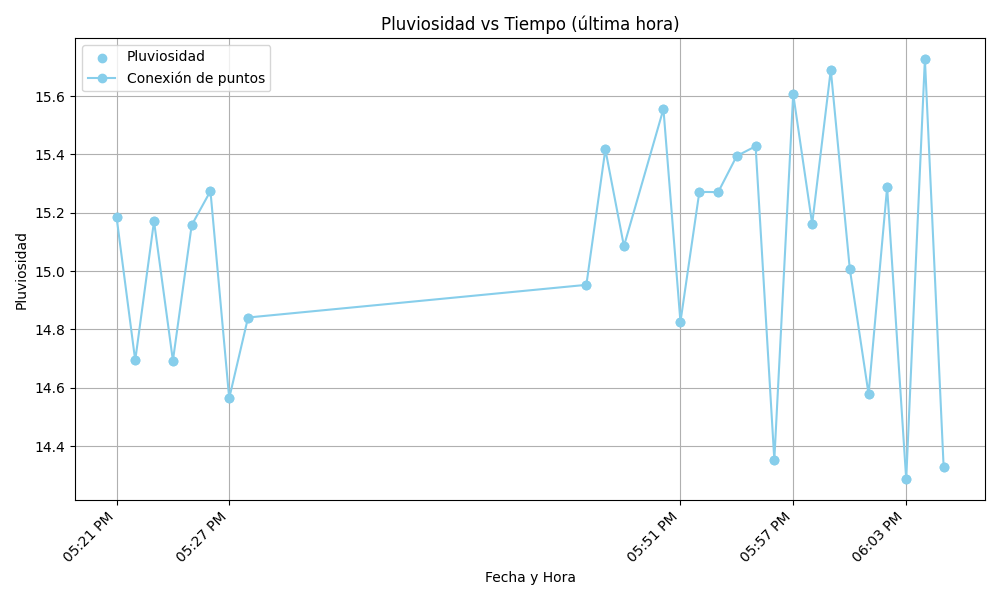 Pluviosidad vs Tiempo (última hora)
Pluviosidad
Conexión de puntos
15.6
15.4
15.2
15.0
14.8
14.6
14.4
Pluviosidad
05:21 PM
05:27 PM
05:51 PM
05:57 PM
06:03 PM
Fecha y Hora